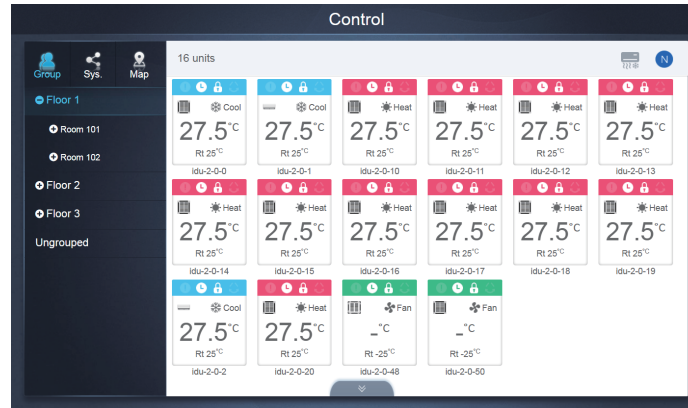 Control
Group Sys. Map
16 units
N
Floor 1
Room 101
Room 102
Floor 2
Floor 3
Ungrouped
Cool Cool Heat Heat Heat Heat
27.5°C 27.5°C 27.5°C 27.5°C 27.5°C 27.5°C
Rt 25°C Rt 25°C Rt 25°C Rt 25°C Rt 25°C Rt 25°C
idu-2-0-0 idu-2-0-1 idu-2-0-10 idu-2-0-11 idu-2-0-12 idu-2-0-13
Heat Heat Heat Heat Heat Heat
27.5°C 27.5°C 27.5°C 27.5°C 27.5°C 27.5°C
Rt 25°C Rt 25°C Rt 25°C Rt 25°C Rt 25°C Rt 25°C
idu-2-0-14 idu-2-0-15 idu-2-0-16 idu-2-0-17 idu-2-0-18 idu-2-0-19
Cool Heat Fan Fan
27.5°C 27.5°C _°C _°C
Rt 25°C Rt 25°C Rt -25°C Rt -25°C
idu-2-0-2 idu-2-0-20 idu-2-0-48 idu-2-0-50